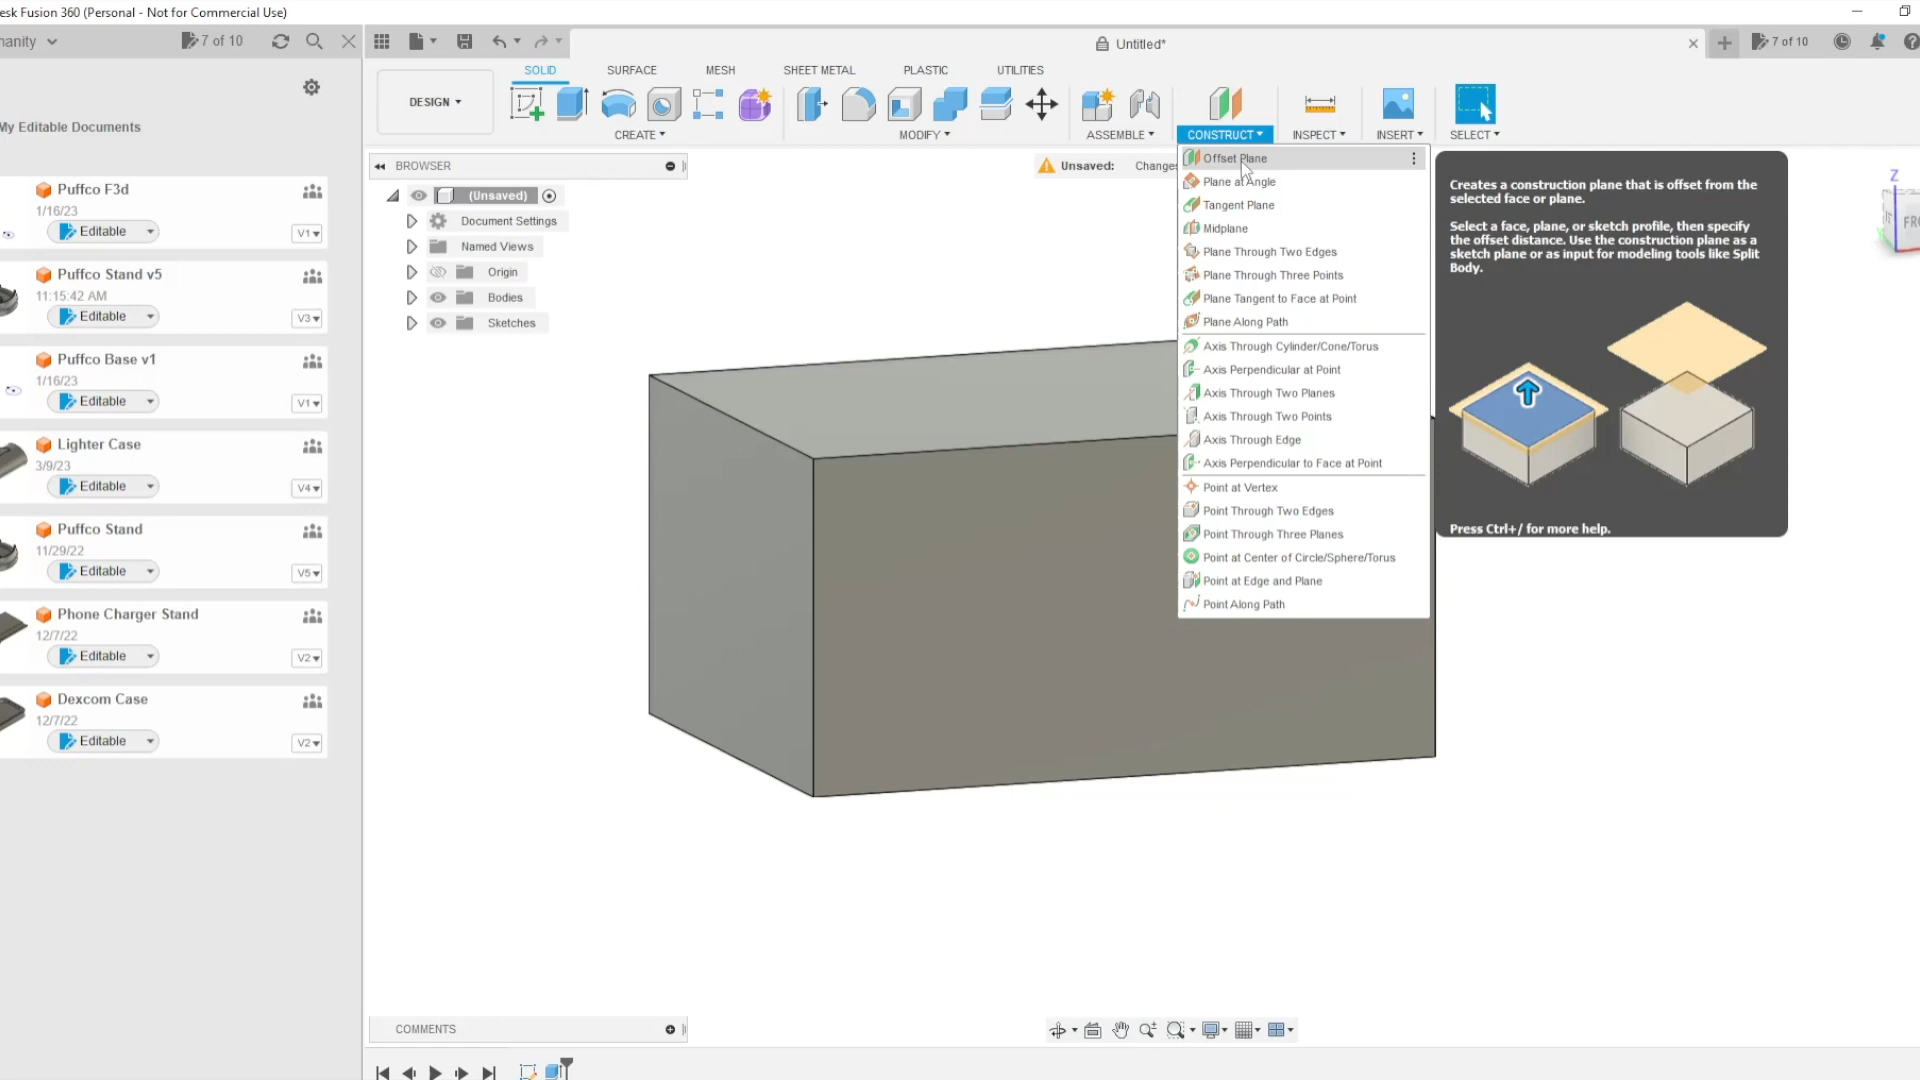 esk Fusion 360 (Personal - Not for Commercial Use)
manity
7 of 10
Untitled*
7 of 10
SOLID
SURFACE
MESH
SHEET METAL
PLASTIC
UTILITIES
DESIGN
CREATE
MODIFY
ASSEMBLE
CONSTRUCT
INSPECT
INSERT
SELECT
My Editable Documents
Puffco F3d
1/16/23
Editable
V1
Puffco Stand v5
11:15:42 AM
Editable
V3
Puffco Base v1
1/16/23
Editable
V1
Lighter Case
3/9/23
Editable
V4
Puffco Stand
11/29/22
Editable
V5
Phone Charger Stand
12/7/22
Editable
V2
Dexcom Case
12/7/22
Editable
V2
BROWSER
(Unsaved)
Document Settings
Named Views
Origin
Bodies
Sketches
Unsaved: Changes
Offset Plane
Plane at Angle
Tangent Plane
Midplane
Plane Through Two Edges
Plane Through Three Points
Plane Tangent to Face at Point
Plane Along Path
Axis Through Cylinder/Cone/Torus
Axis Perpendicular at Point
Axis Through Two Planes
Axis Through Two Points
Axis Through Edge
Axis Perpendicular to Face at Point
Point at Vertex
Point Through Two Edges
Point Through Three Planes
Point at Center of Circle/Sphere/Torus
Point at Edge and Plane
Point Along Path
Creates a construction plane that is offset from the
selected face or plane.
Select a face, plane, or sketch profile, then specify
the offset distance. Use the construction plane as a
sketch plane or as input for modeling tools like Split
Body.
Press Ctrl+/ for more help.
Z
FRO
COMMENTS